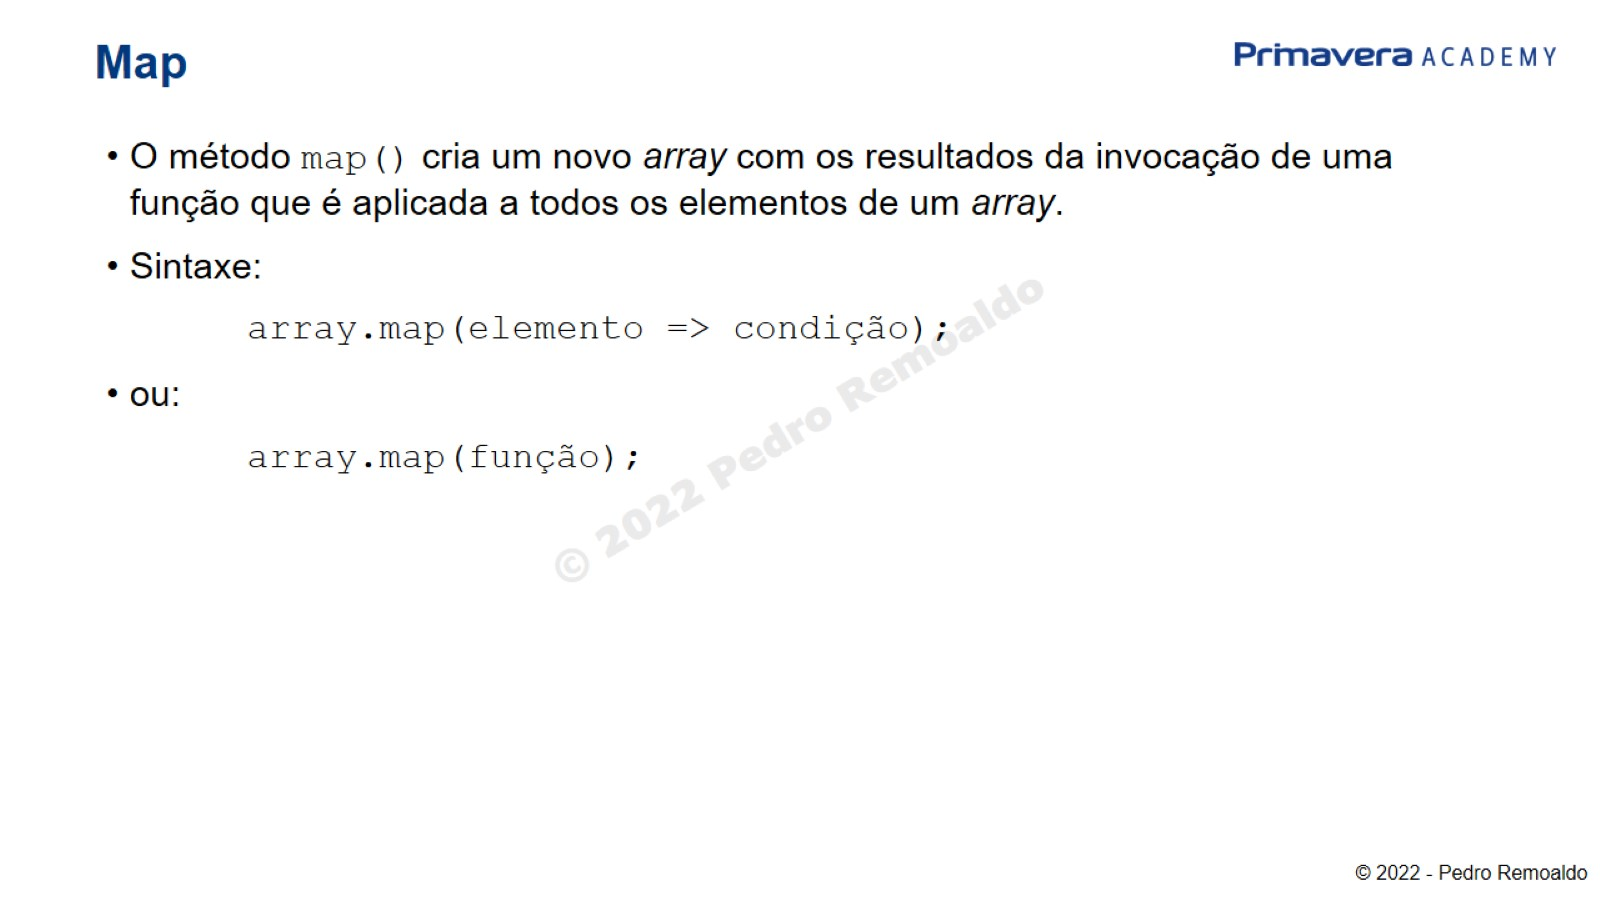 Map
Primavera ACADEMY
• O método map() cria um novo array com os resultados da invocação de uma
função que é aplicada a todos os elementos de um array.
• Sintaxe:
array.map(elemento => condição);
• ou:
array.map(função);
© 2022 Pedro Remoaldo
© 2022 - Pedro Remoaldo